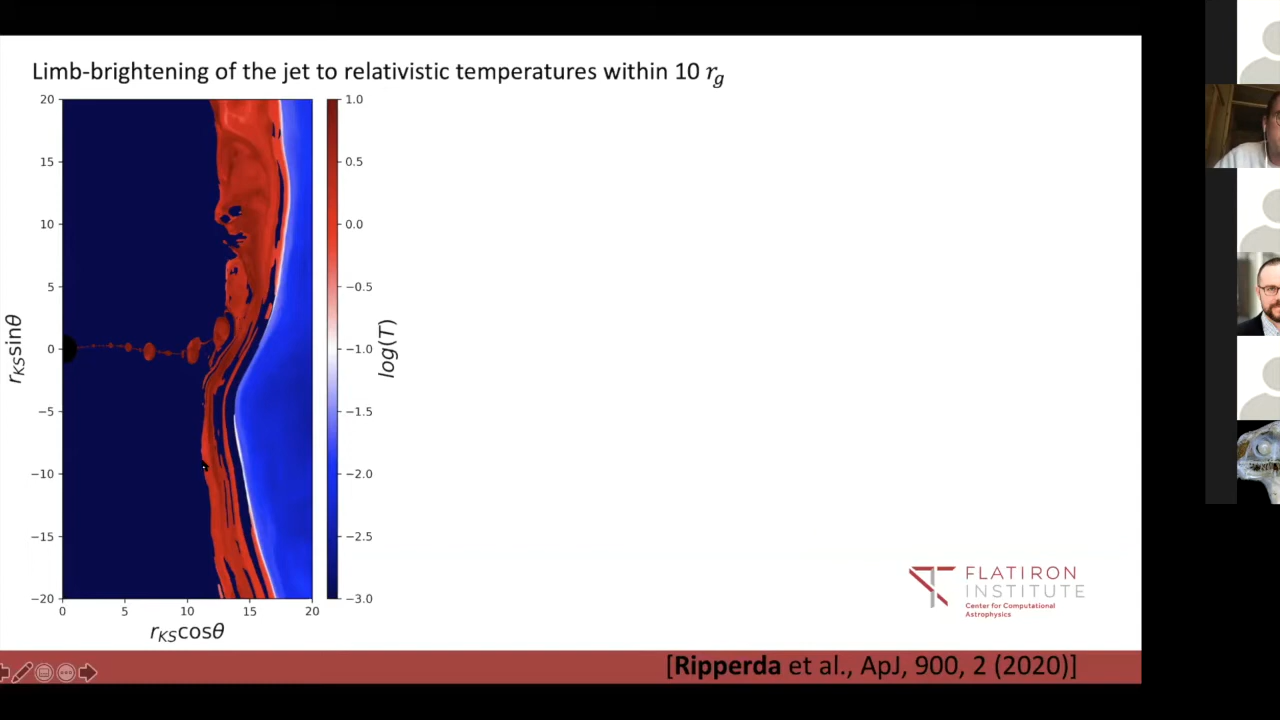 Limb-brightening of the jet to relativistic temperatures within 10 r_g
20
15
10
5
0
−5
−10
−15
−20
r_KS sinθ
0
5
10
15
20
r_KS cosθ
1.0
0.5
0.0
−0.5
−1.0
−1.5
−2.0
−2.5
−3.0
log(T)
FLATIRON
INSTITUTE
Center for Computational
Astrophysics
[Ripperda et al., ApJ, 900, 2 (2020)]